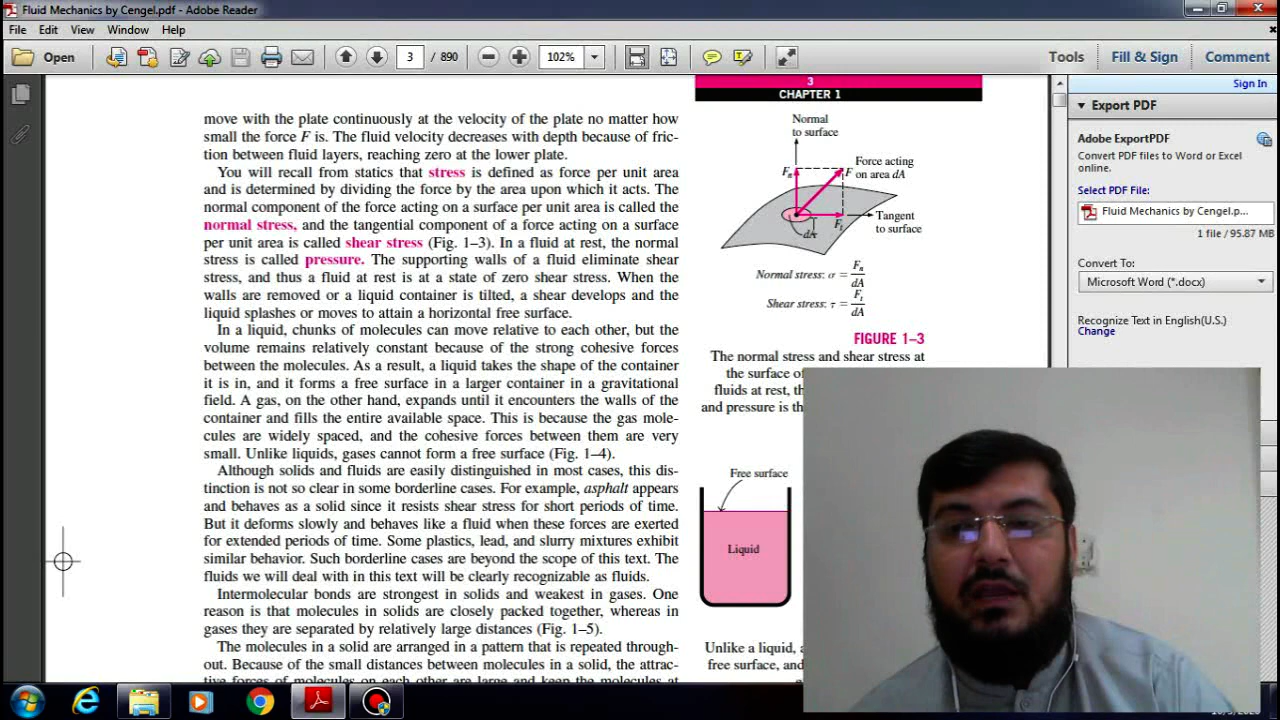 Fluid Mechanics by Cengel.pdf - Adobe Reader
File Edit View Window Help
Open
3 / 890
102%
Tools
Fill & Sign
Comment
move with the plate continuously at the velocity of the plate no matter how
small the force F is. The fluid velocity decreases with depth because of fric-
tion between fluid layers, reaching zero at the lower plate.
You will recall from statics that stress is defined as force per unit area
and is determined by dividing the force by the area upon which it acts. The
normal component of the force acting on a surface per unit area is called the
normal stress, and the tangential component of a force acting on a surface
per unit area is called shear stress (Fig. 1–3). In a fluid at rest, the normal
stress is called pressure. The supporting walls of a fluid eliminate shear
stress, and thus a fluid at rest is at a state of zero shear stress. When the
walls are removed or a liquid container is tilted, a shear develops and the
liquid splashes or moves to attain a horizontal free surface.
In a liquid, chunks of molecules can move relative to each other, but the
volume remains relatively constant because of the strong cohesive forces
between the molecules. As a result, a liquid takes the shape of the container
it is in, and it forms a free surface in a larger container in a gravitational
field. A gas, on the other hand, expands until it encounters the walls of the
container and fills the entire available space. This is because the gas mole-
cules are widely spaced, and the cohesive forces between them are very
small. Unlike liquids, gases cannot form a free surface (Fig. 1–4).
Although solids and fluids are easily distinguished in most cases, this dis-
tinction is not so clear in some borderline cases. For example, asphalt appears
and behaves as a solid since it resists shear stress for short periods of time.
But it deforms slowly and behaves like a fluid when these forces are exerted
for extended periods of time. Some plastics, lead, and slurry mixtures exhibit
similar behavior. Such borderline cases are beyond the scope of this text. The
fluids we will deal with in this text will be clearly recognizable as fluids.
Intermolecular bonds are strongest in solids and weakest in gases. One
reason is that molecules in solids are closely packed together, whereas in
gases they are separated by relatively large distances (Fig. 1–5).
The molecules in a solid are arranged in a pattern that is repeated through-
out. Because of the small distances between molecules in a solid, the attrac-
tive forces of molecules on each other are large and keep the molecules at
3
CHAPTER 1
Normal
to surface
Fn
F
Force acting
on area dA
Ft
Tangent
to surface
dA
Normal stress: σ = Fn/dA
Shear stress: τ = Ft/dA
FIGURE 1–3
The normal stress and shear stress at
the surface of
fluids at rest, th
and pressure is th
Free surface
Liquid
Unlike a liquid, a
free surface, and
Sign In
Export PDF
Adobe ExportPDF
Convert PDF files to Word or Excel
online.
Select PDF File:
Fluid Mechanics by Cengel.p...
1 file / 95.87 MB
Convert To:
Microsoft Word (*.docx)
Recognize Text in English(U.S.)
Change